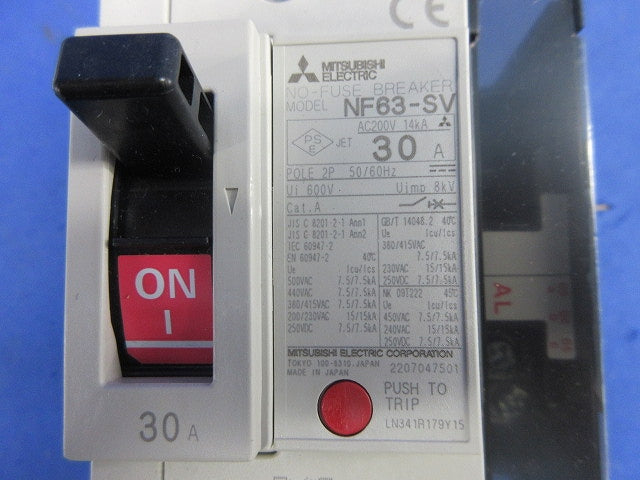 CE
MITSUBISHI
ELECTRIC
NO-FUSE BREAKER
MODEL NF63-SV
AC200V 14kA
PS E JET 30 A
POLE 2P 50/60Hz
Ui 600V Uimp 8kV
Cat.A
JIS C 8201-2-1 Ann1
JIS C 8201-2-1 Ann2
IEC 60947-2
EN 60947-2 40℃
Ue Icu/Ics
500VAC 7.5/7.5kA
440VAC 7.5/7.5kA
380/415VAC 7.5/7.5kA
200/230VAC 15/15kA
250VDC 7.5/7.5kA
GB/T 14048.2 40℃
Ue Icu/Ics
380/415VAC
7.5/7.5kA
230VAC 15/15kA
250VDC 7.5/7.5kA
NK 09T222 45℃
Ue Icu/Ics
450VAC 7.5/7.5kA
240VAC 15/15kA
250VDC 7.5/7.5kA
MITSUBISHI ELECTRIC CORPORATION
TOKYO 100-8310, JAPAN
MADE IN JAPAN
2207047S01
PUSH TO
TRIP
LN341R179Y15
ON
I
30 A
AL